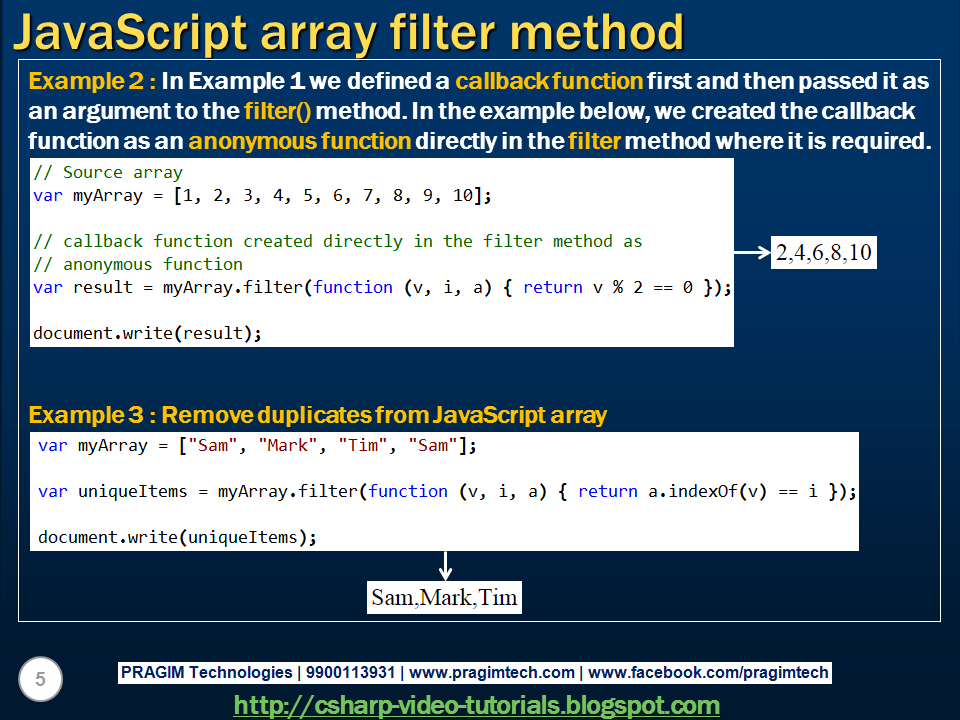 JavaScript array filter method
Example 2 : In Example 1 we defined a callback function first and then passed it as
an argument to the filter() method. In the example below, we created the callback
function as an anonymous function directly in the filter method where it is required.
// Source array
var myArray = [1, 2, 3, 4, 5, 6, 7, 8, 9, 10];
// callback function created directly in the filter method as
// anonymous function
var result = myArray.filter(function (v, i, a) { return v % 2 == 0 });
document.write(result);
2,4,6,8,10
Example 3 : Remove duplicates from JavaScript array
var myArray = ["Sam", "Mark", "Tim", "Sam"];
var uniqueItems = myArray.filter(function (v, i, a) { return a.indexOf(v) == i });
document.write(uniqueItems);
Sam,Mark,Tim
5
PRAGIM Technologies | 9900113931 | www.pragimtech.com | www.facebook.com/pragimtech
http://csharp-video-tutorials.blogspot.com